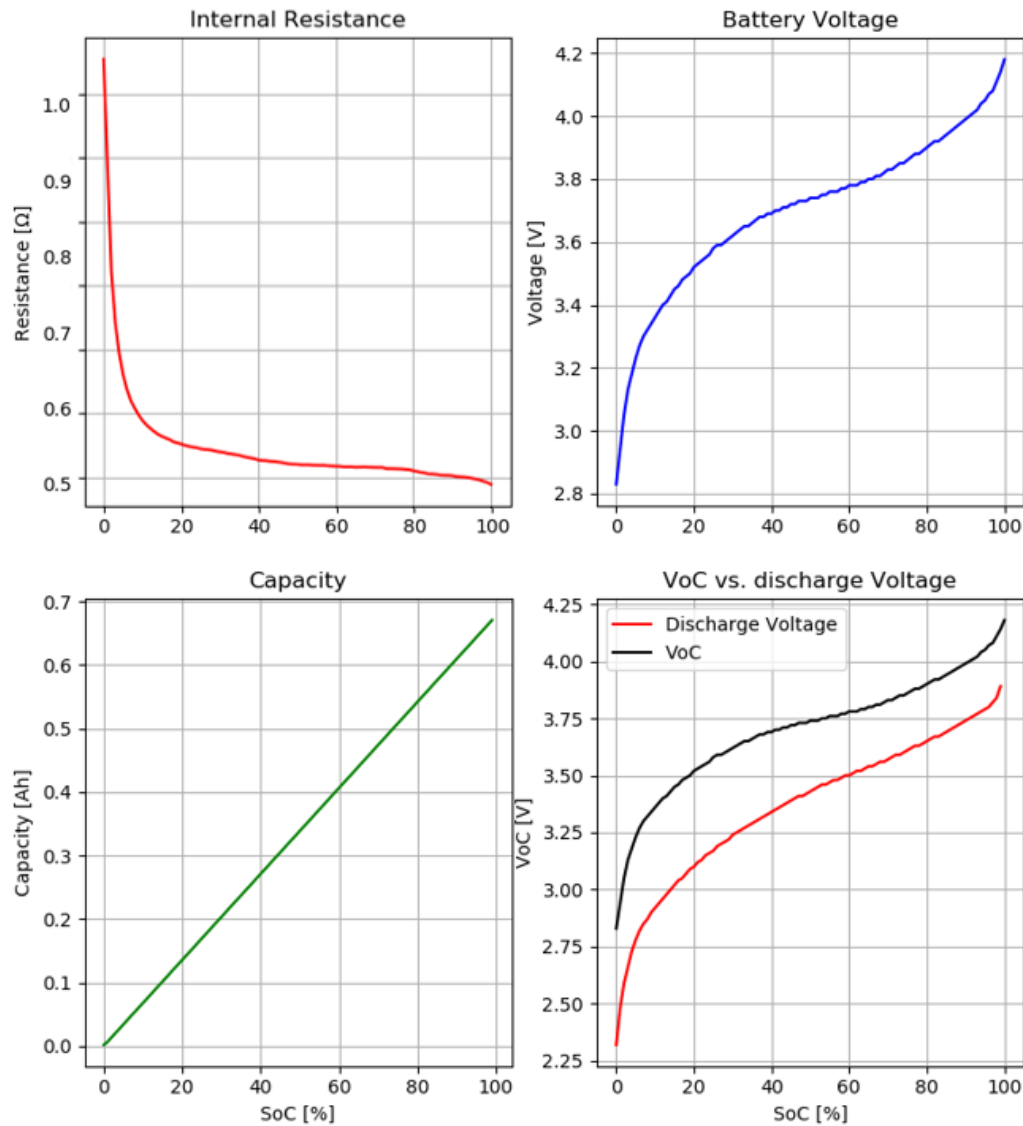 Internal Resistance
Resistance [Ω]
1.0
0.9
0.8
0.7
0.6
0.5
0 20 40 60 80 100
Battery Voltage
Voltage [V]
4.2
4.0
3.8
3.6
3.4
3.2
3.0
2.8
0 20 40 60 80 100
Capacity
Capacity [Ah]
0.7
0.6
0.5
0.4
0.3
0.2
0.1
0.0
0 20 40 60 80 100
SoC [%]
VoC vs. discharge Voltage
Discharge Voltage
VoC
VoC [V]
4.25
4.00
3.75
3.50
3.25
3.00
2.75
2.50
2.25
0 20 40 60 80 100
SoC [%]